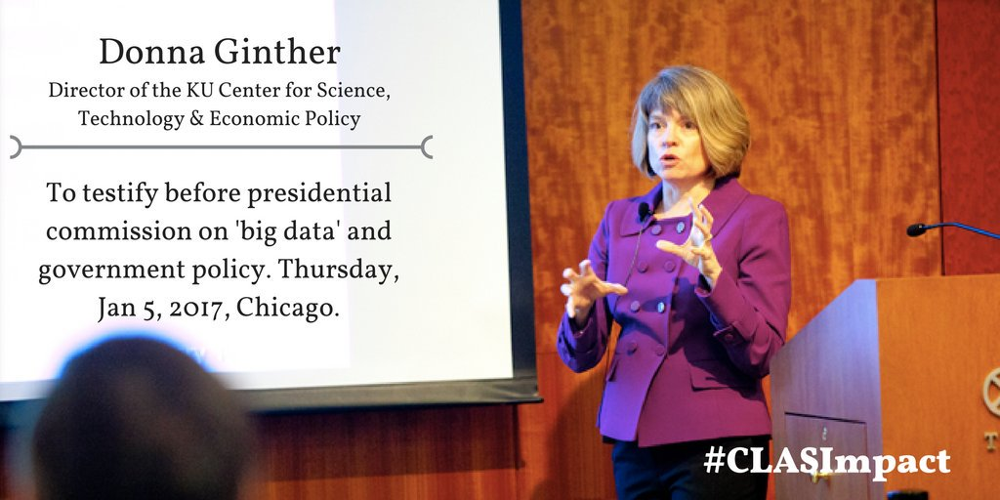 Donna Ginther
Director of the KU Center for Science,
Technology & Economic Policy
To testify before presidential
commission on 'big data' and
government policy. Thursday,
Jan 5, 2017, Chicago.
#CLASImpact